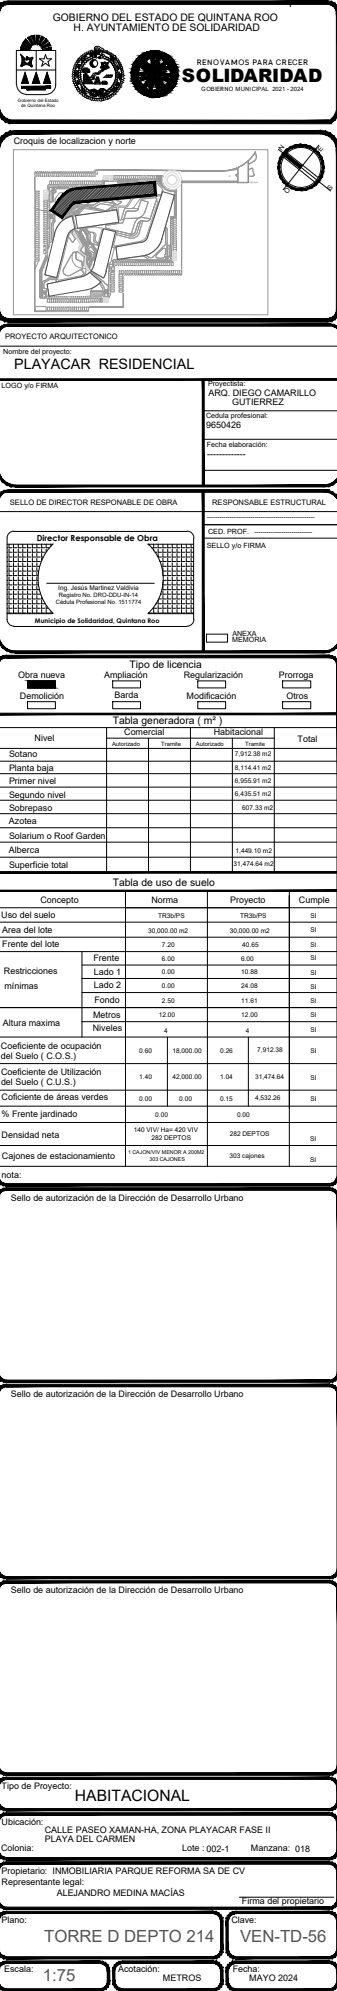 GOBIERNO DEL ESTADO DE QUINTANA ROO
H. AYUNTAMIENTO DE SOLIDARIDAD
Gobierno del Estado
de Quintana Roo
RENOVAMOS PARA CRECER
SOLIDARIDAD
GOBIERNO MUNICIPAL 2021 - 2024
Croquis de localizacion y norte
PROYECTO ARQUITECTONICO
Nombre del proyecto:
PLAYACAR RESIDENCIAL
LOGO y/o FIRMA
Proyectista:
ARQ. DIEGO CAMARILLO
GUTIERREZ
Cedula profesional:
9650426
Fecha elaboración:
-------------
SELLO DE DIRECTOR RESPONABLE DE OBRA
RESPONSABLE ESTRUCTURAL
CED. PROF. --------------------------
SELLO y/o FIRMA
Director Responsable de Obra
Ing. Jesús Martínez Valdivia
Registro No. DRO-DDU-IN-14
Cédula Profesional No. 1511774
Municipio de Solidaridad, Quintana Roo
ANEXA
MEMORIA
Tipo de licencia
Obra nueva Ampliación Regularización Prorroga
Demolición Barda Modificación Otros
Tabla generadora ( m² )
Nivel Comercial Habitacional Total
Autorizado Tramite Autorizado Tramite
Sotano 7,912.38 m2
Planta baja 8,114.41 m2
Primer nivel 6,955.91 m2
Segundo nivel 6,435.51 m2
Sobrepaso 607.33 m2
Azotea
Solarium o Roof Garden
Alberca 1,449.10 m2
Superficie total 31,474.64 m2
Tabla de uso de suelo
Concepto Norma Proyecto Cumple
Uso del suelo TR3b/PS TR3b/PS SI
Area del lote 30,000.00 m2 30,000.00 m2 SI
Frente del lote 7.20 40.65 SI
Restricciones mínimas
Frente 6.00 6.00 SI
Lado 1 0.00 10.88 SI
Lado 2 0.00 24.08 SI
Fondo 2.50 11.61 SI
Altura maxima
Metros 12.00 12.00 SI
Niveles 4 4 SI
Coeficiente de ocupación
del Suelo ( C.O.S.) 0.60 18,000.00 0.26 7,912.38 SI
Coeficiente de Utilización
del Suelo ( C.U.S.) 1.40 42,000.00 1.04 31,474.64 SI
Coficiente de áreas verdes 0.00 0.00 0.15 4,532.26 SI
% Frente jardinado 0.00 0.00
Densidad neta 140 VIV/ Ha= 420 VIV
282 DEPTOS 282 DEPTOS SI
Cajones de estacionamiento 1 CAJON/VIV MENOR A 200M2
303 CAJONES 303 cajones SI
nota:
Sello de autorización de la Dirección de Desarrollo Urbano
Sello de autorización de la Dirección de Desarrollo Urbano
Sello de autorización de la Dirección de Desarrollo Urbano
Tipo de Proyecto:
HABITACIONAL
Ubicación:
CALLE PASEO XAMAN-HA, ZONA PLAYACAR FASE II
PLAYA DEL CARMEN
Colonia: Lote : 002-1 Manzana: 018
Propietario: INMOBILIARIA PARQUE REFORMA SA DE CV
Representante legal:
ALEJANDRO MEDINA MACÍAS
Firma del propietario
Plano:
TORRE D DEPTO 214
Clave:
VEN-TD-56
Escala: 1:75
Acotación:
METROS
Fecha:
MAYO 2024